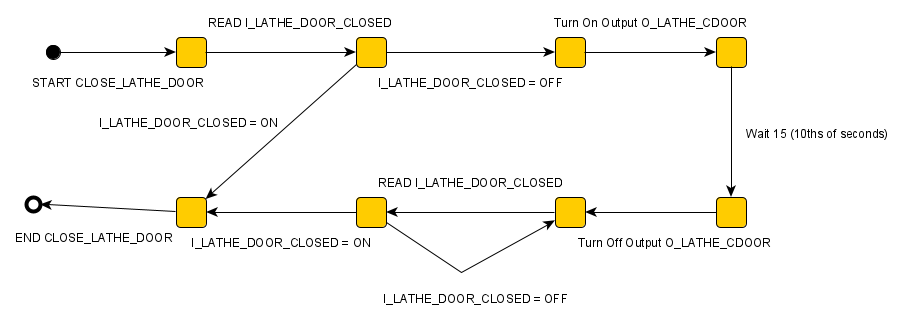 READ I_LATHE_DOOR_CLOSED
Turn On Output O_LATHE_CDOOR
START CLOSE_LATHE_DOOR
I_LATHE_DOOR_CLOSED = OFF
I_LATHE_DOOR_CLOSED = ON
Wait 15 (10ths of seconds)
READ I_LATHE_DOOR_CLOSED
END CLOSE_LATHE_DOOR
I_LATHE_DOOR_CLOSED = ON
Turn Off Output O_LATHE_CDOOR
I_LATHE_DOOR_CLOSED = OFF